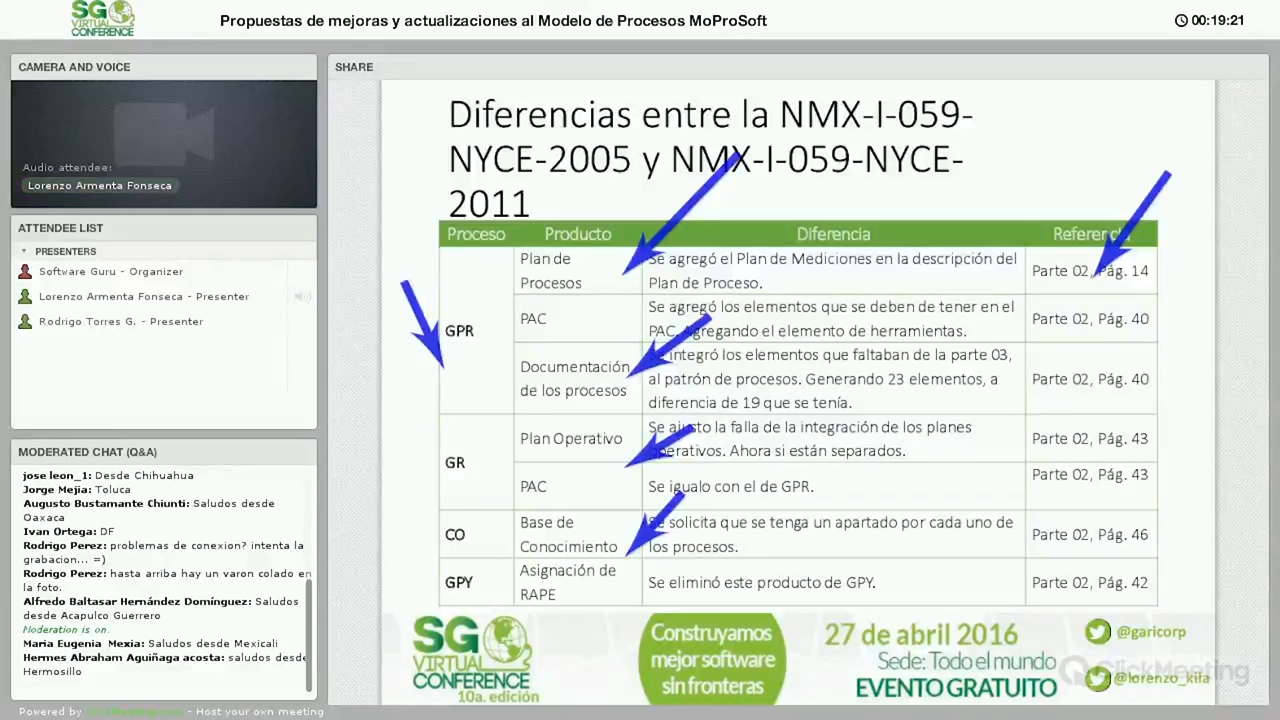 SG
VIRTUAL
CONFERENCE
Propuestas de mejoras y actualizaciones al Modelo de Procesos MoProSoft
00:19:21
CAMERA AND VOICE
Audio attendee:
Lorenzo Armenta Fonseca
ATTENDEE LIST
PRESENTERS
Software Guru - Organizer
Lorenzo Armenta Fonseca - Presenter
Rodrigo Torres G. - Presenter
MODERATED CHAT (Q&A)
jose leon_1: Desde Chihuahua
Jorge Mejia: Toluca
Augusto Bustamante Chiunti: Saludos desde
Oaxaca
Ivan Ortega: DF
Rodrigo Perez: problemas de conexion? intenta la
grabacion... =)
Rodrigo Perez: hasta arriba hay un varon colado en
la foto.
Alfredo Baltasar Hernández Domínguez: Saludos
desde Acapulco Guerrero
Moderation is on.
Maria Eugenia Mexia: Saludos desde Mexicali
Hermes Abraham Aguiñaga acosta: saludos desde
Hermosillo
Powered by ClickMeeting.com - Host your own meeting
SHARE
Diferencias entre la NMX-I-059-
NYCE-2005 y NMX-I-059-NYCE-
2011
Proceso Producto Diferencia Referencia
GPR
Plan de
Procesos
Se agregó el Plan de Mediciones en la descripción del
Plan de Proceso.
Parte 02, Pág. 14
PAC
Se agregó los elementos que se deben de tener en el
PAC. Agregando el elemento de herramientas.
Parte 02, Pág. 40
Documentación
de los procesos
Se integró los elementos que faltaban de la parte 03,
al patrón de procesos. Generando 23 elementos, a
diferencia de 19 que se tenía.
Parte 02, Pág. 40
GR
Plan Operativo
Se ajusto la falla de la integración de los planes
operativos. Ahora si están separados.
Parte 02, Pág. 43
PAC
Se igualo con el de GPR.
Parte 02, Pág. 43
CO
Base de
Conocimiento
Se solicita que se tenga un apartado por cada uno de
los procesos.
Parte 02, Pág. 46
GPY
Asignación de
RAPE
Se eliminó este producto de GPY.
Parte 02, Pág. 42
SG
VIRTUAL
CONFERENCE
10a. edición
Construyamos
mejor software
sin fronteras
27 de abril 2016
Sede: Todo el mundo
EVENTO GRATUITO
@garicorp
@lorenzo_kila
ClickMeeting